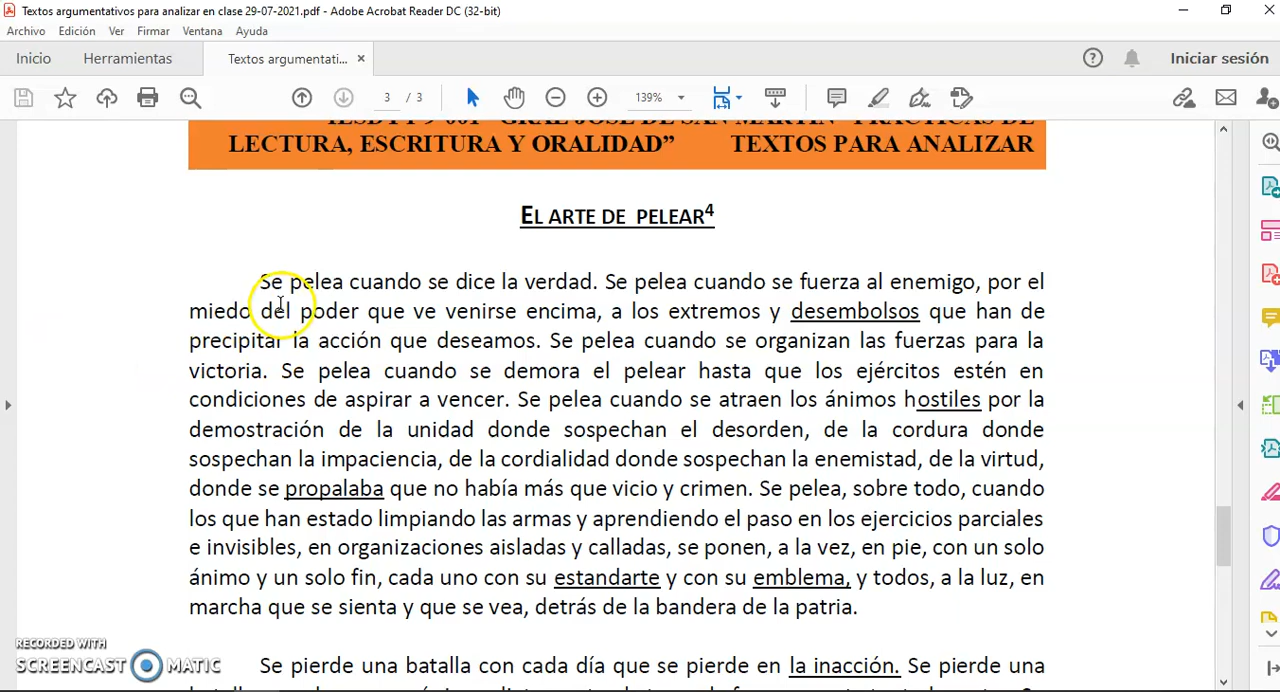 Textos argumentativos para analizar en clase 29-07-2021.pdf - Adobe Acrobat Reader DC (32-bit)
Archivo Edición Ver Firmar Ventana Ayuda
Inicio Herramientas Textos argumentati... × Iniciar sesión
3 / 3 139%
LECTURA, ESCRITURA Y ORALIDAD” TEXTOS PARA ANALIZAR
EL ARTE DE PELEAR4
Se pelea cuando se dice la verdad. Se pelea cuando se fuerza al enemigo, por el
miedo del poder que ve venirse encima, a los extremos y desembolsos que han de
precipitar la acción que deseamos. Se pelea cuando se organizan las fuerzas para la
victoria. Se pelea cuando se demora el pelear hasta que los ejércitos estén en
condiciones de aspirar a vencer. Se pelea cuando se atraen los ánimos hostiles por la
demostración de la unidad donde sospechan el desorden, de la cordura donde
sospechan la impaciencia, de la cordialidad donde sospechan la enemistad, de la virtud,
donde se propalaba que no había más que vicio y crimen. Se pelea, sobre todo, cuando
los que han estado limpiando las armas y aprendiendo el paso en los ejercicios parciales
e invisibles, en organizaciones aisladas y calladas, se ponen, a la vez, en pie, con un solo
ánimo y un solo fin, cada uno con su estandarte y con su emblema, y todos, a la luz, en
marcha que se sienta y que se vea, detrás de la bandera de la patria.
RECORDED WITH
SCREENCAST MATIC
Se pierde una batalla con cada día que se pierde en la inacción. Se pierde una